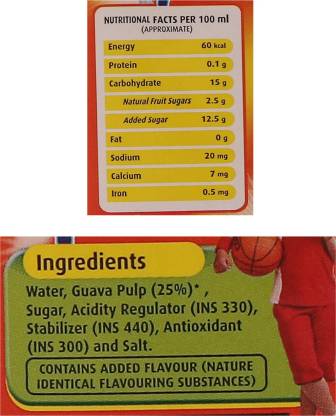 NUTRITIONAL FACTS PER 100 ml
(APPROXIMATE)
Energy 60 kcal
Protein 0.1 g
Carbohydrate 15 g
Natural Fruit Sugars 2.5 g
Added Sugar 12.5 g
Fat 0 g
Sodium 20 mg
Calcium 7 mg
Iron 0.5 mg
Ingredients
Water, Guava Pulp (25%)* ,
Sugar, Acidity Regulator (INS 330),
Stabilizer (INS 440), Antioxidant
(INS 300) and Salt.
CONTAINS ADDED FLAVOUR (NATURE
IDENTICAL FLAVOURING SUBSTANCES)